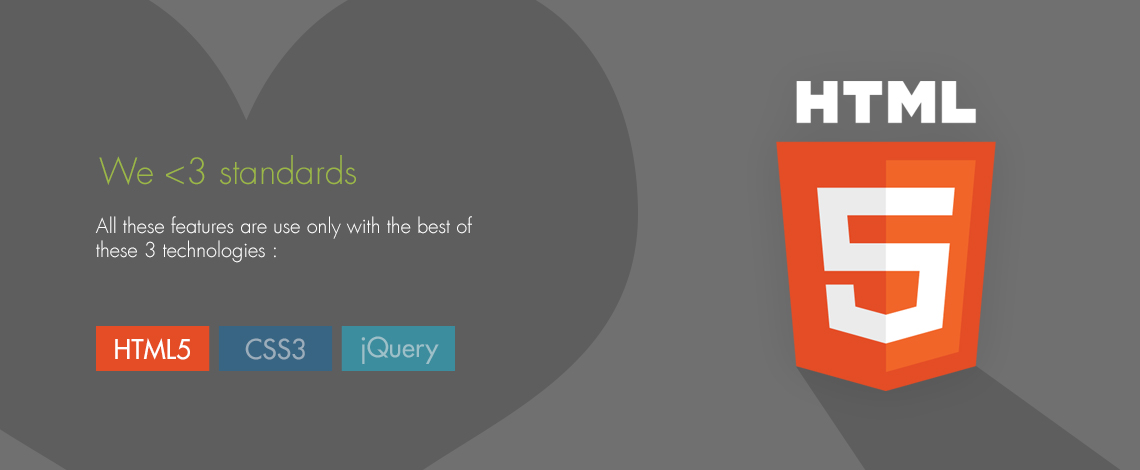 We <3 standards
All these features are use only with the best of
these 3 technologies :
HTML5
CSS3
jQuery
HTML
5